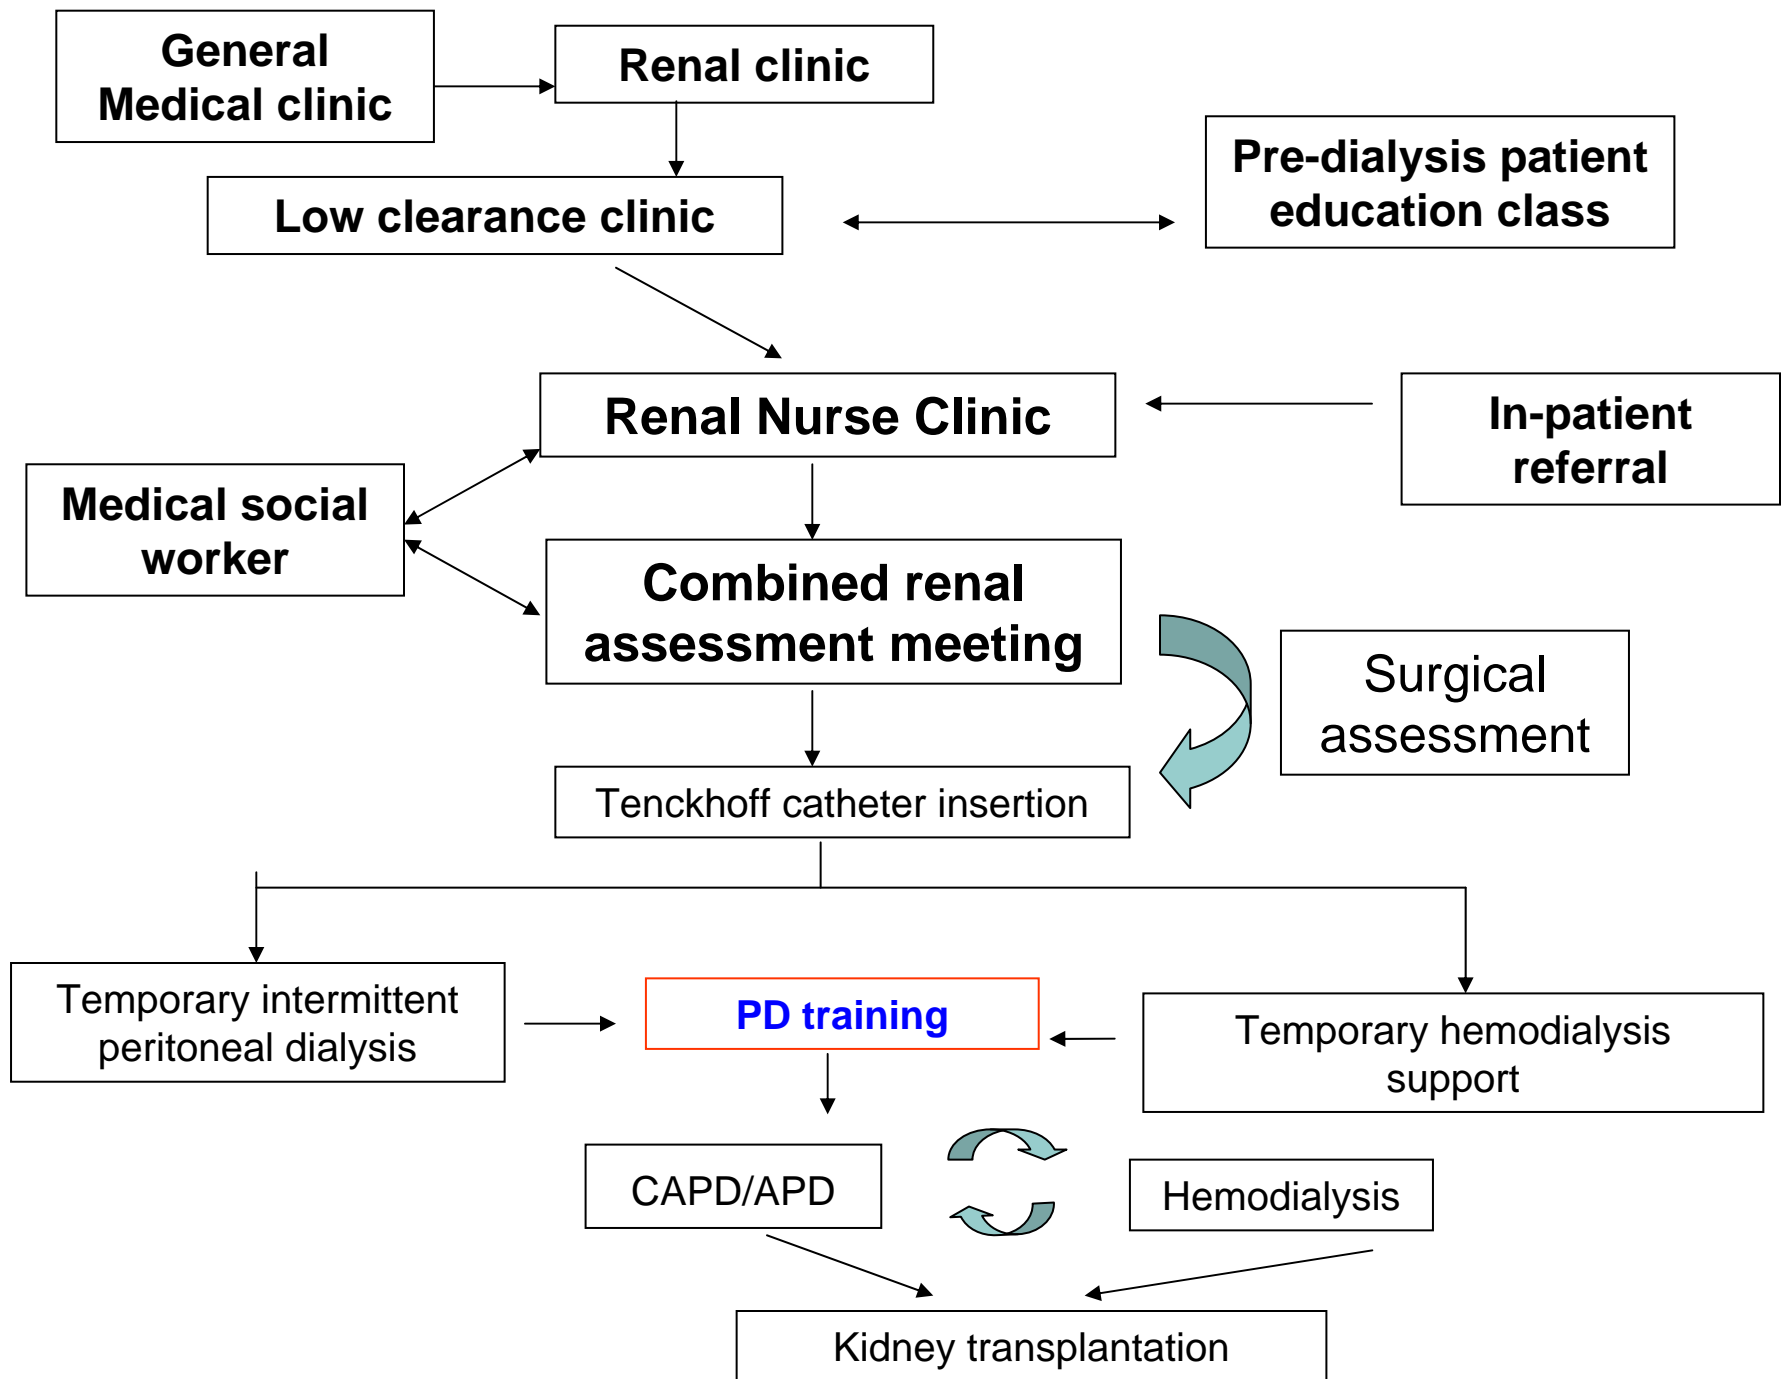 General
Medical clinic
Renal clinic
Low clearance clinic
Pre-dialysis patient
education class
Renal Nurse Clinic
In-patient
referral
Medical social
worker
Combined renal
assessment meeting
Surgical
assessment
Tenckhoff catheter insertion
Temporary intermittent
peritoneal dialysis
PD training
Temporary hemodialysis
support
CAPD/APD
Hemodialysis
Kidney transplantation